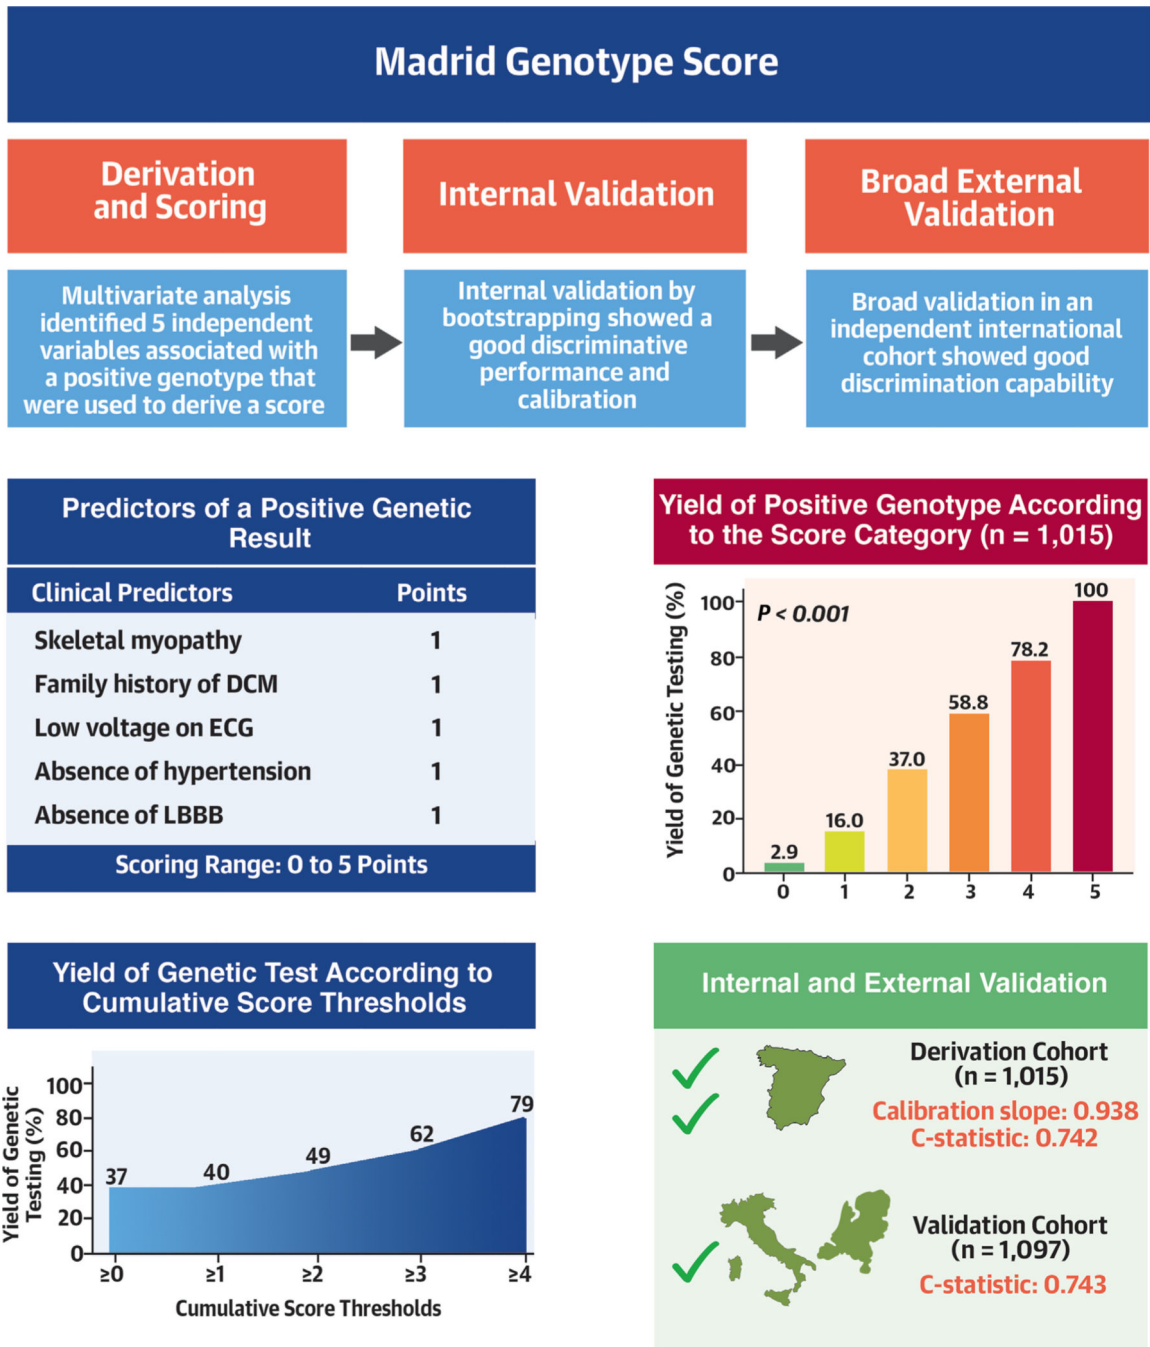 Madrid Genotype Score
Derivation
and Scoring
Internal Validation
Broad External
Validation
Multivariate analysis
identified 5 independent
variables associated with
a positive genotype that
were used to derive a score
Internal validation by
bootstrapping showed a
good discriminative
performance and
calibration
Broad validation in an
independent international
cohort showed good
discrimination capability
Predictors of a Positive Genetic
Result
Clinical Predictors Points
Skeletal myopathy 1
Family history of DCM 1
Low voltage on ECG 1
Absence of hypertension 1
Absence of LBBB 1
Scoring Range: 0 to 5 Points
Yield of Positive Genotype According
to the Score Category (n = 1,015)
Yield of Genetic Testing (%)
P < 0.001
100
80
60
40
20
0
2.9
16.0
37.0
58.8
78.2
100
0 1 2 3 4 5
Yield of Genetic Test According to
Cumulative Score Thresholds
Yield of Genetic
Testing (%)
100
80
60
40
20
0
37
40
49
62
79
≥0 ≥1 ≥2 ≥3 ≥4
Cumulative Score Thresholds
Internal and External Validation
Derivation Cohort
(n = 1,015)
Calibration slope: 0.938
C-statistic: 0.742
Validation Cohort
(n = 1,097)
C-statistic: 0.743